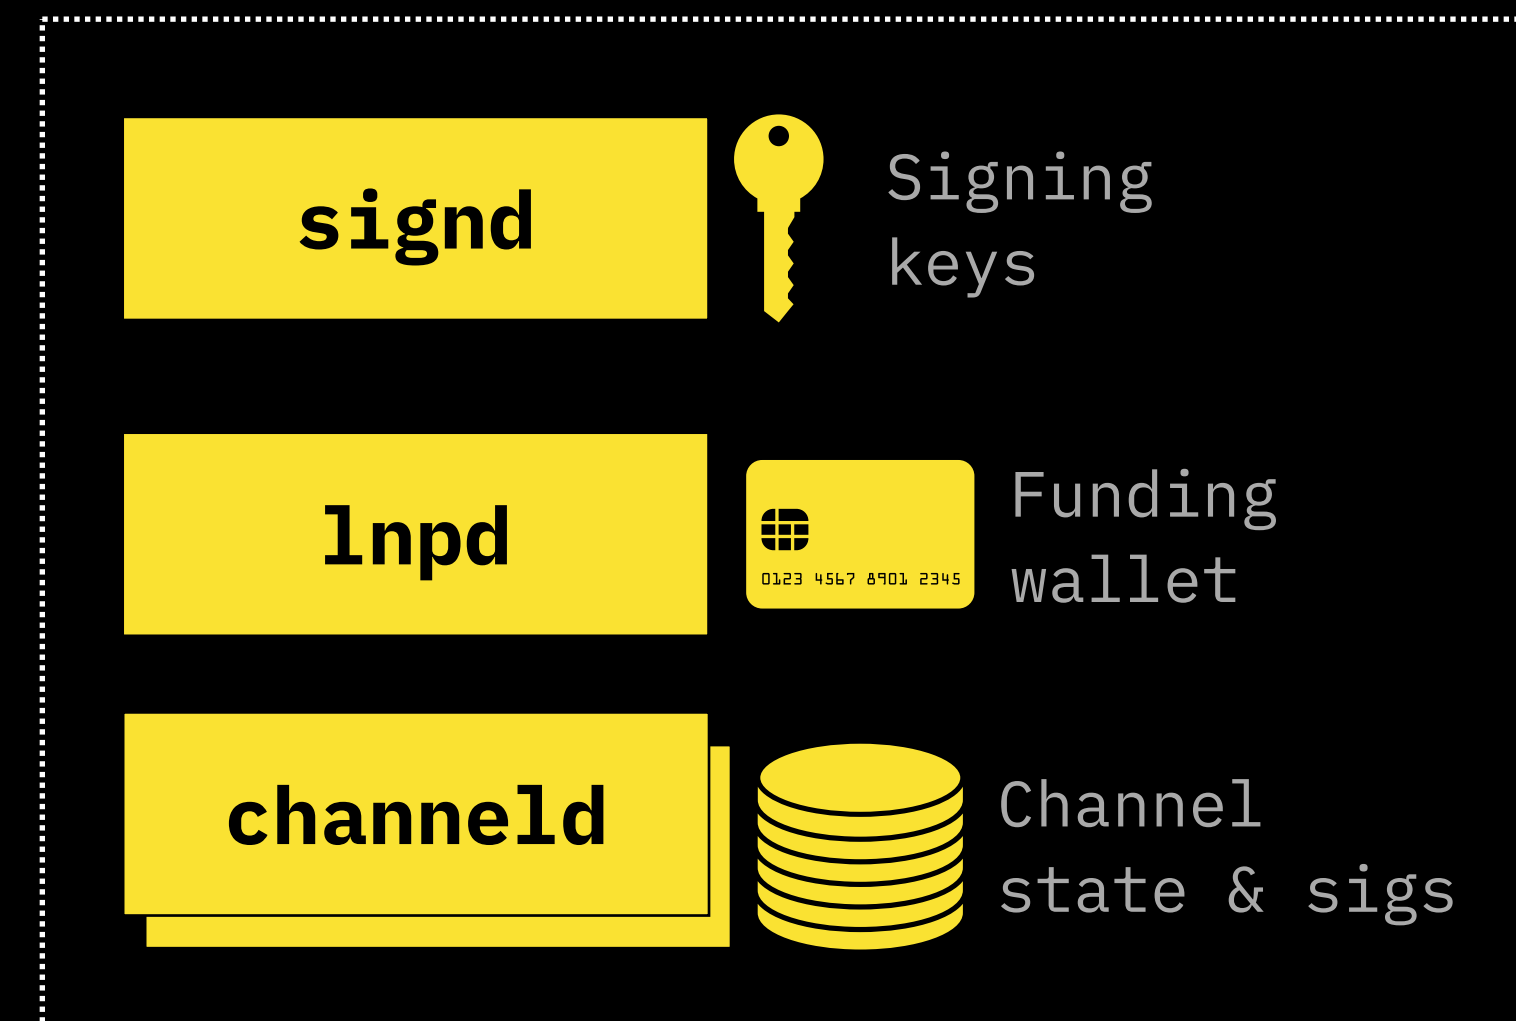 signd
Signing
keys
lnpd
0123 4567 8901 2345
Funding
wallet
channeld
Channel
state & sigs